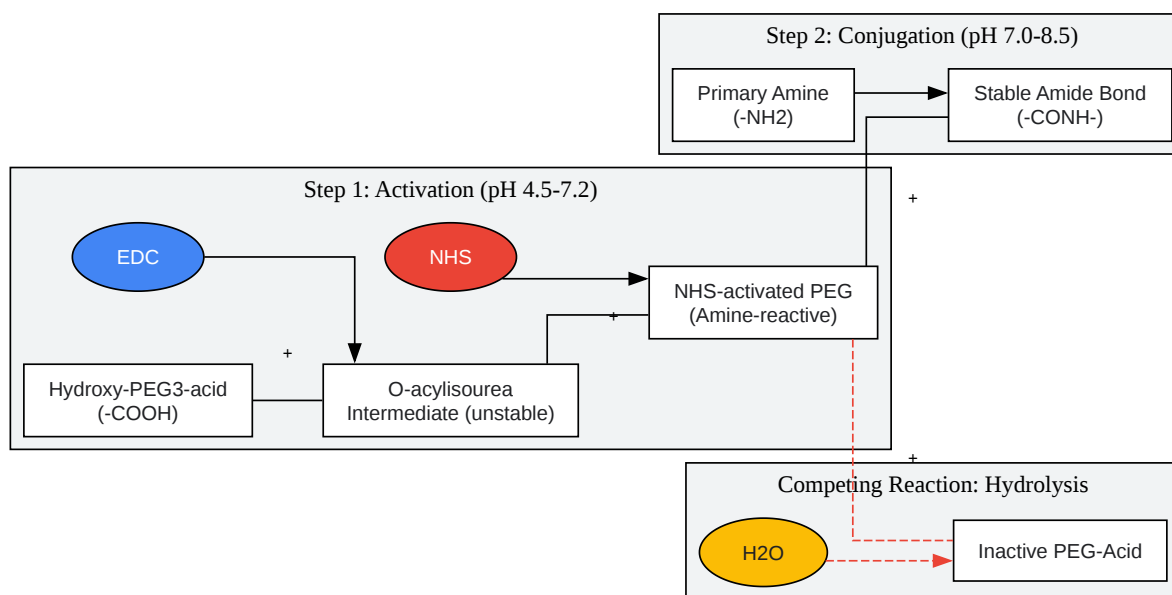 Step 2: Conjugation (pH 7.0-8.5)
Primary Amine
(-NH2)
Stable Amide Bond
(-CONH-)
Step 1: Activation (pH 4.5-7.2)
+
EDC
NHS
NHS-activated PEG
(Amine-reactive)
+
+
Hydroxy-PEG3-acid
(-COOH)
O-acylisourea
Intermediate (unstable)
+
Competing Reaction: Hydrolysis
H2O
Inactive PEG-Acid